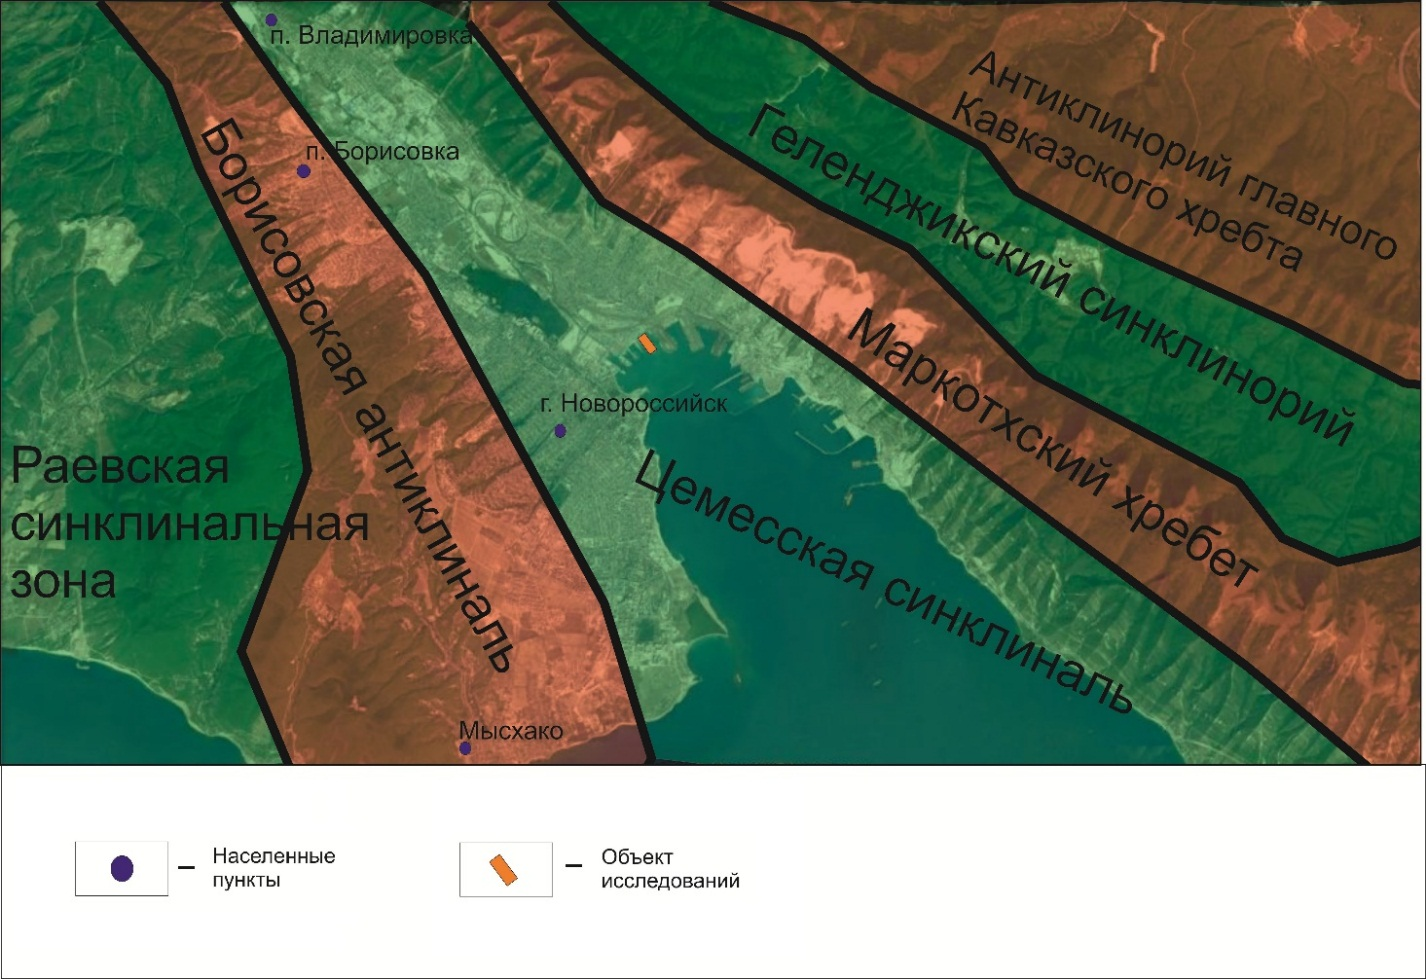 п. Владимировка
п. Борисовка
Борисовская антиклиналь
Антиклинорий главного
Кавказского хребта
Геленджикский синклинорий
Маркотхский хребет
г. Новороссийск
Цемесская синклиналь
Раевская
синклинальная
зона
Мысхако
– Населенные
пункты
– Объект
исследований